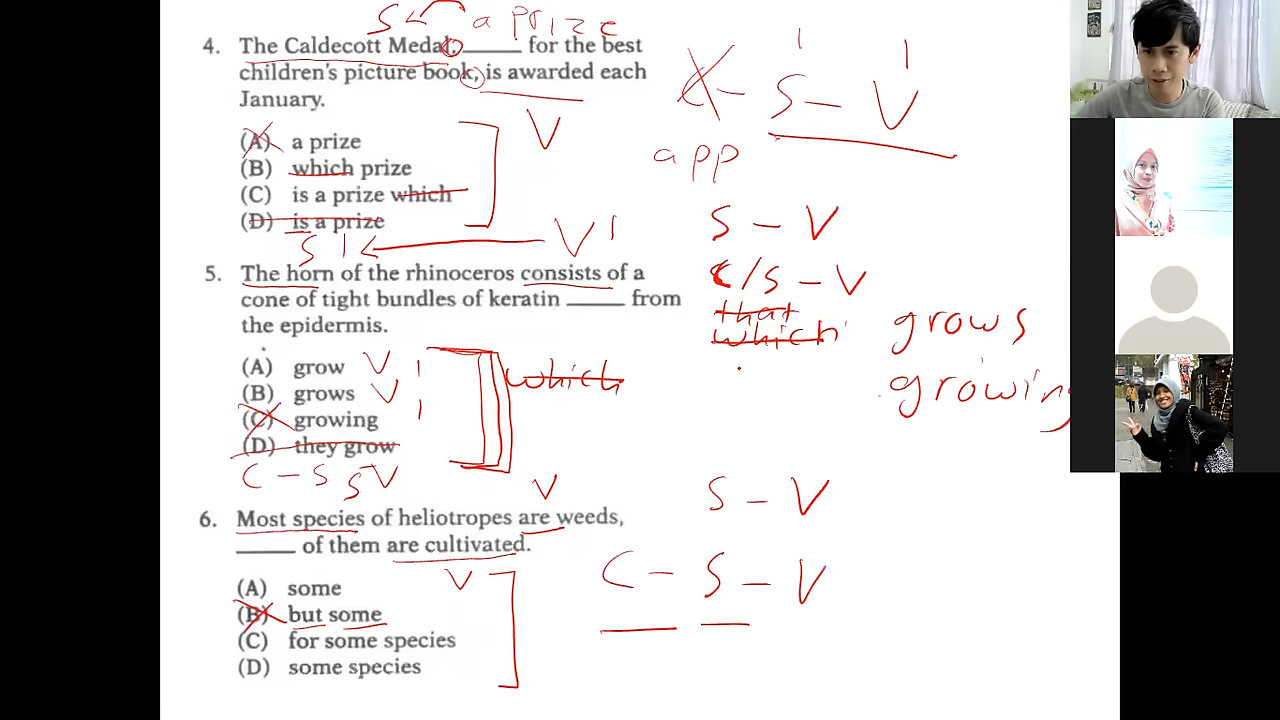 S a prize
4. The Caldecott Medal, _____ for the best
children's picture book, is awarded each
January.
V
(A) a prize
(B) which prize
(C) is a prize which
(D) is a prize
S V
app
S - V
C/S - V
that
which
grows
growing
S V
5. The horn of the rhinoceros consists of a
cone of tight bundles of keratin _____ from
the epidermis.
(A) grow V
(B) grows V
(C) growing
(D) they grow
which
C - S S V
V
6. Most species of heliotropes are weeds,
_____ of them are cultivated.
V
(A) some
(B) but some
(C) for some species
(D) some species
S - V
C - S - V